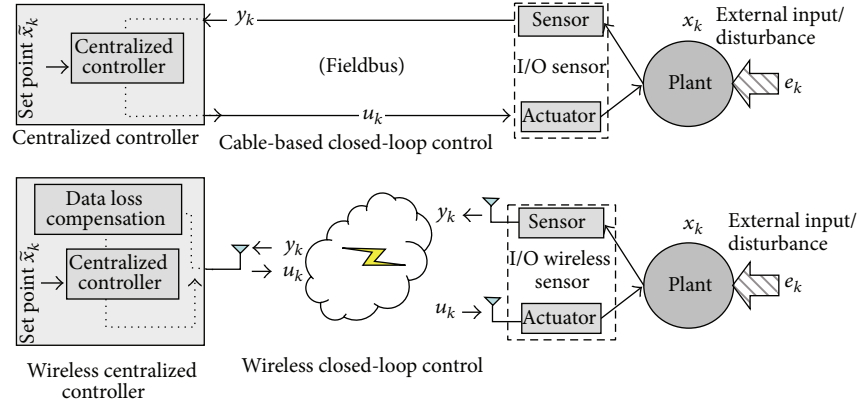 Set point x̃ₖ
Centralized
controller
Centralized controller
yₖ
(Fieldbus)
uₖ
Cable-based closed-loop control
Sensor
I/O sensor
Actuator
xₖ
Plant
External input/
disturbance
eₖ
Set point x̃ₖ
Data loss
compensation
Centralized
controller
Wireless centralized
controller
yₖ
uₖ
Wireless closed-loop control
yₖ
uₖ
Sensor
I/O wireless
sensor
Actuator
xₖ
Plant
External input/
disturbance
eₖ